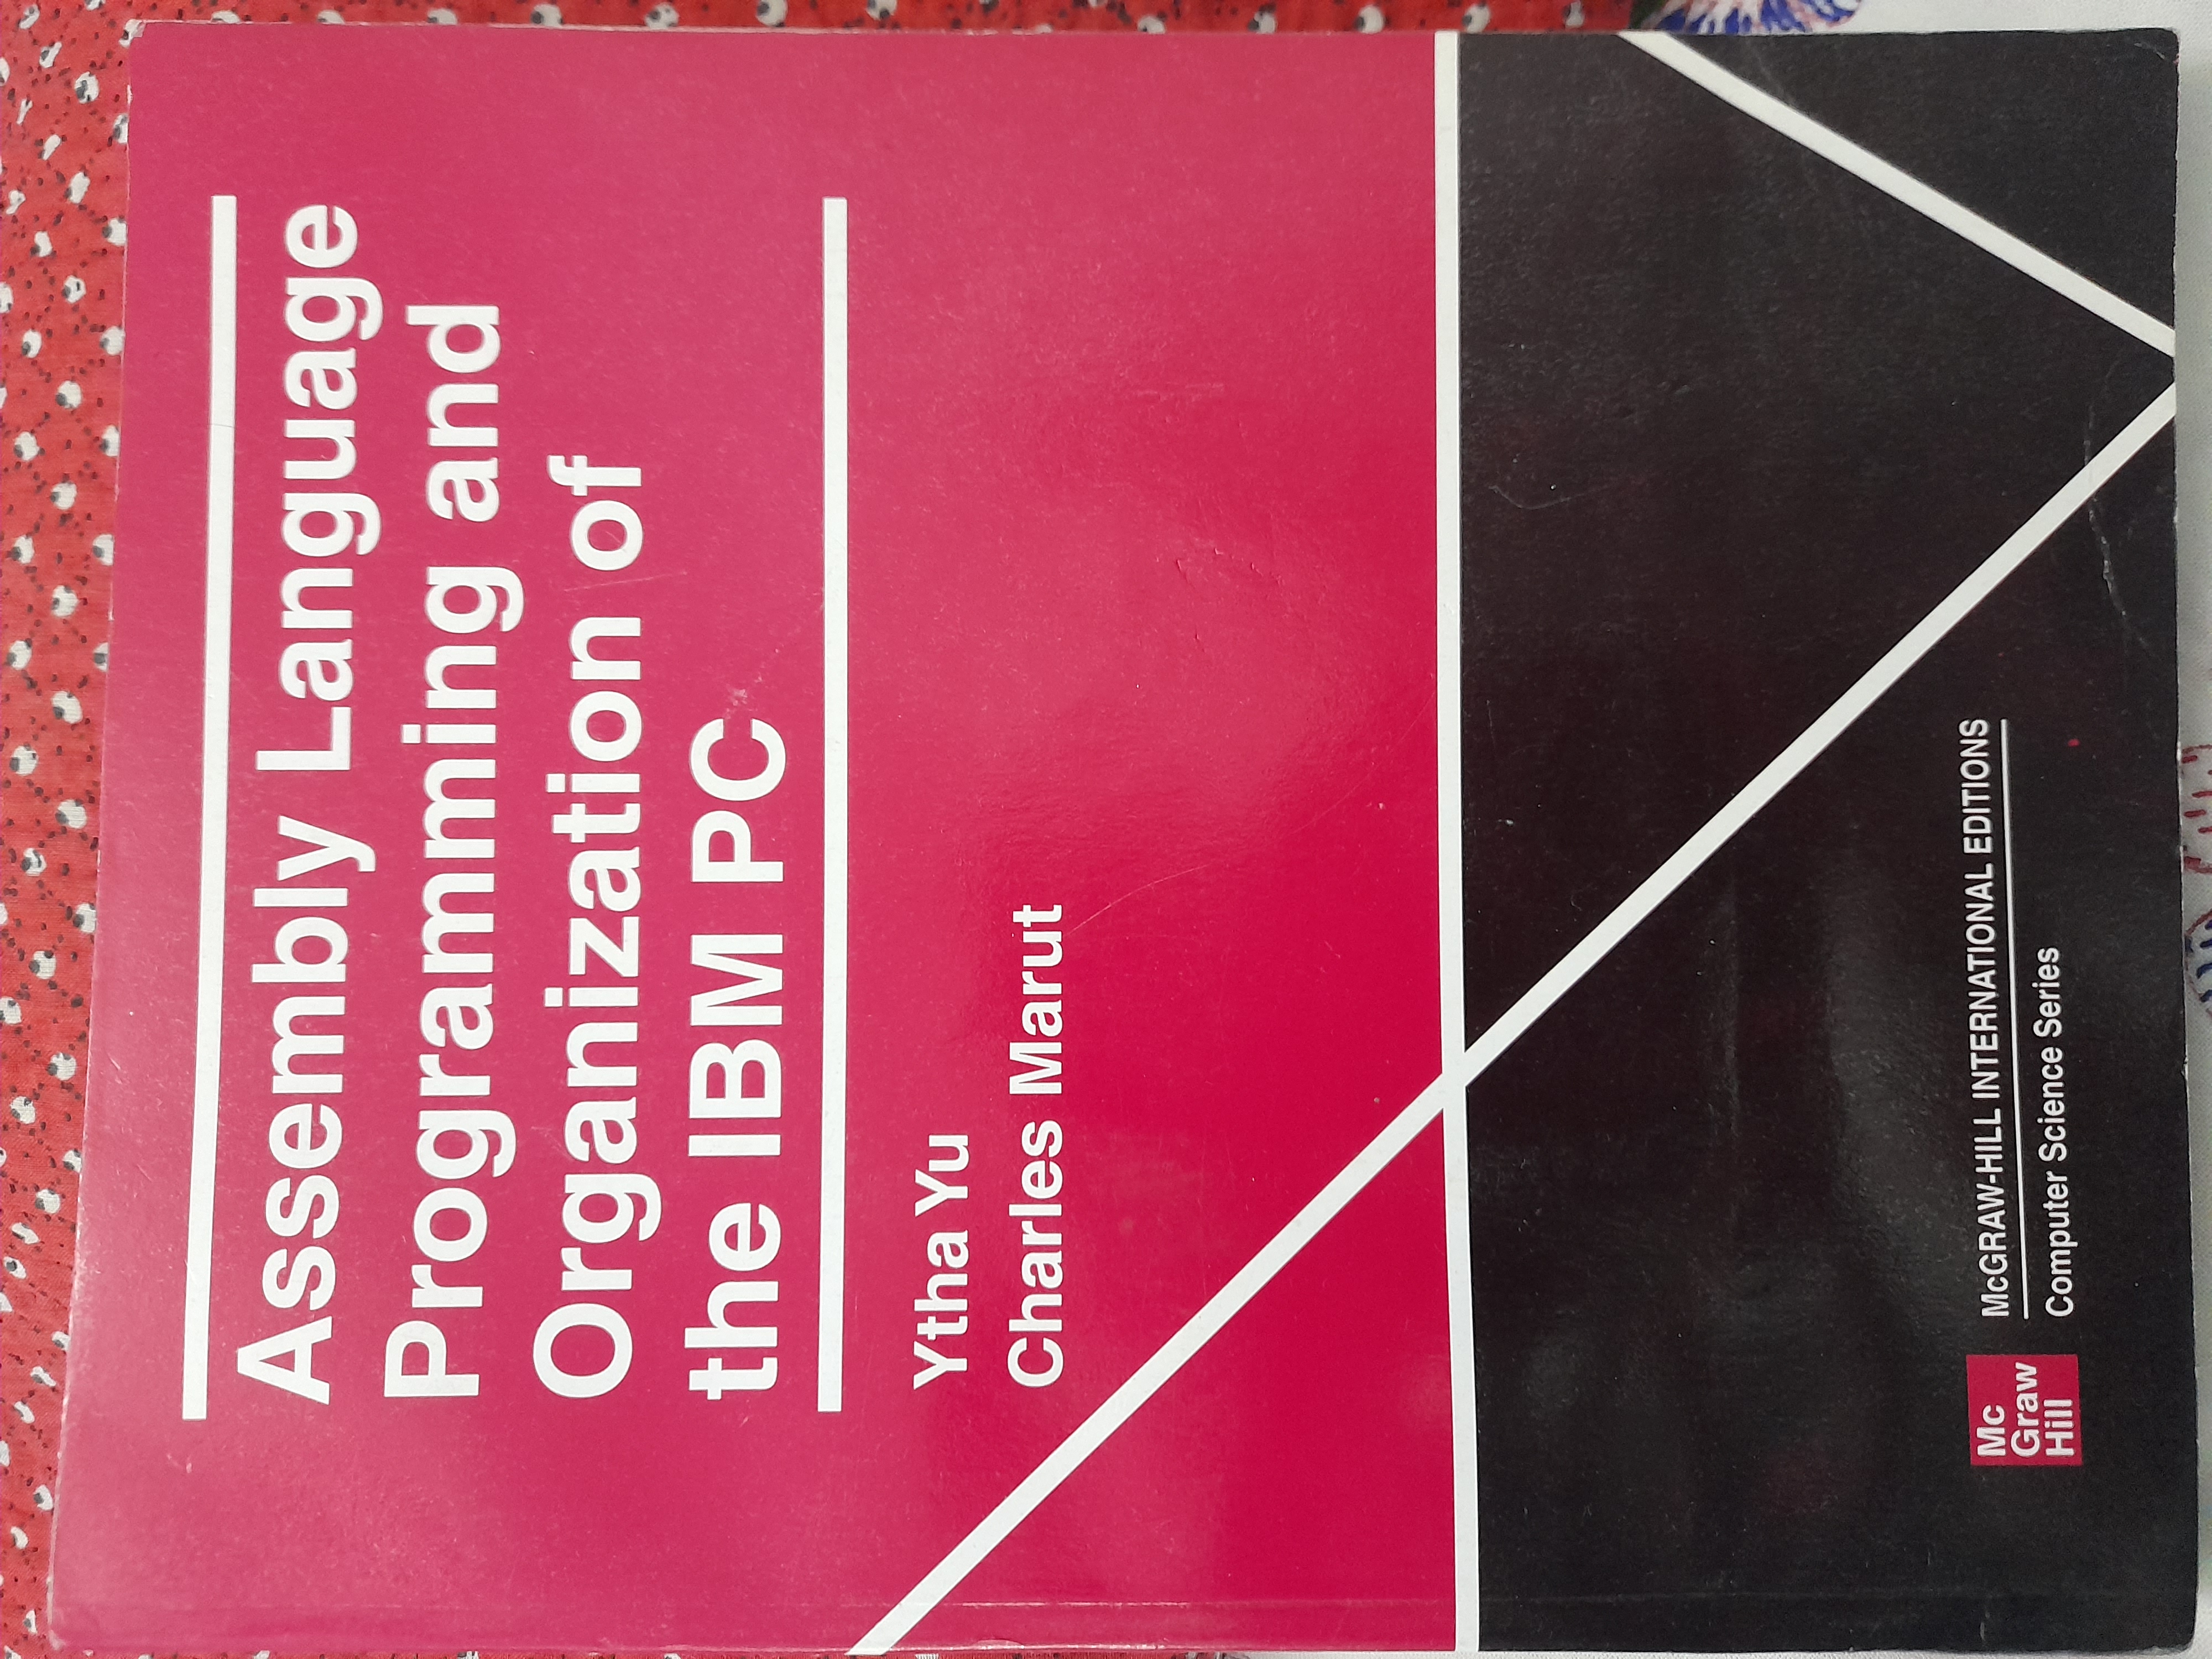 Assembly Language
Programming and
Organization of
the IBM PC
Ytha Yu
Charles Marut
Mc
Graw
Hill
McGRAW-HILL INTERNATIONAL EDITIONS
Computer Science Series